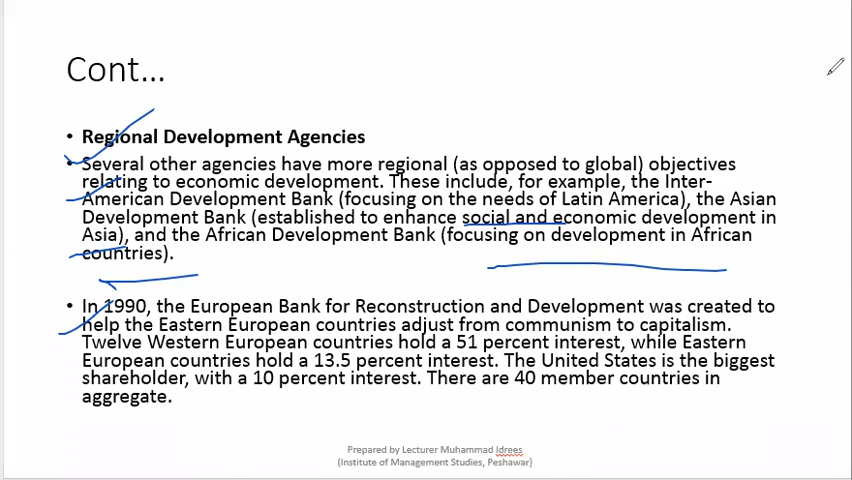 Cont...
• Regional Development Agencies
• Several other agencies have more regional (as opposed to global) objectives
relating to economic development. These include, for example, the Inter-
American Development Bank (focusing on the needs of Latin America), the Asian
Development Bank (established to enhance social and economic development in
Asia), and the African Development Bank (focusing on development in African
countries).
• In 1990, the European Bank for Reconstruction and Development was created to
help the Eastern European countries adjust from communism to capitalism.
Twelve Western European countries hold a 51 percent interest, while Eastern
European countries hold a 13.5 percent interest. The United States is the biggest
shareholder, with a 10 percent interest. There are 40 member countries in
aggregate.
Prepared by Lecturer Muhammad Idrees
(Institute of Management Studies, Peshawar)